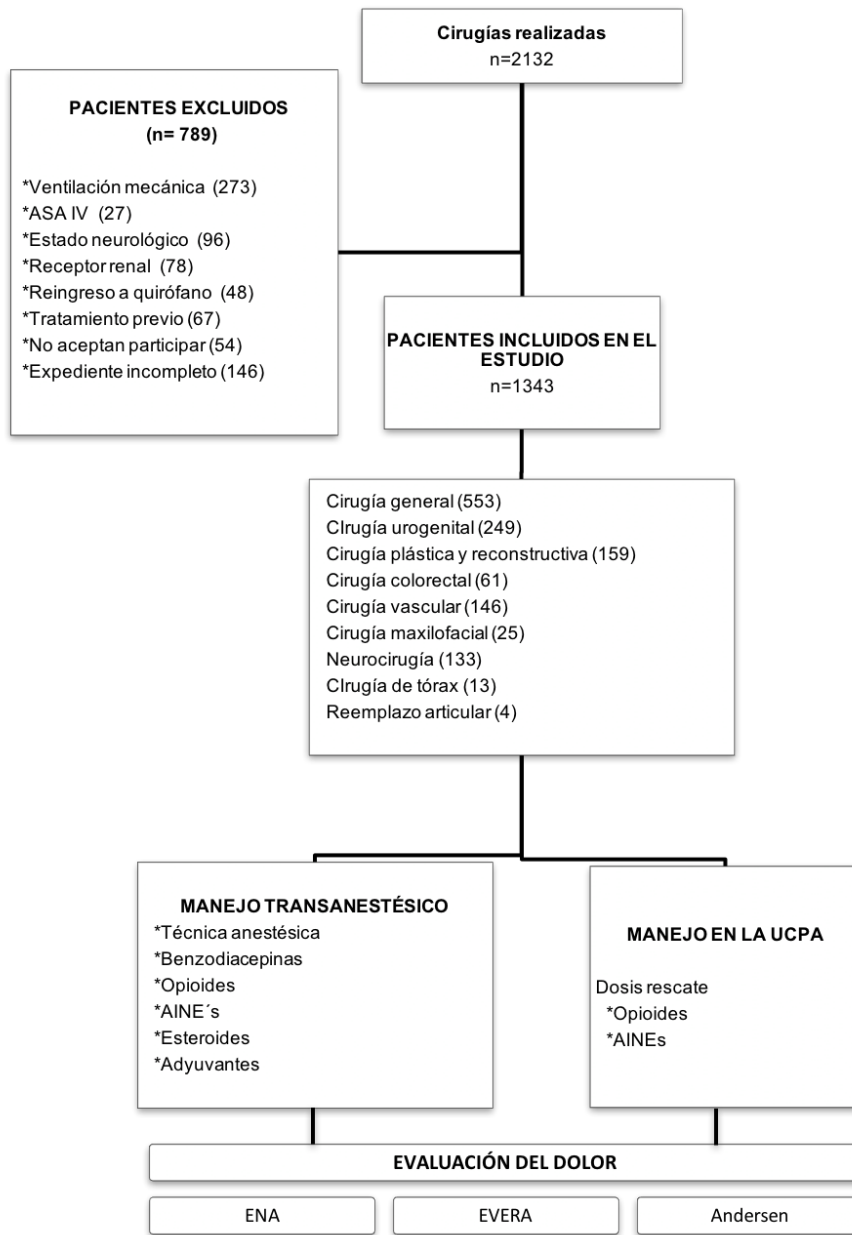 Cirugías realizadas
n=2132
PACIENTES EXCLUIDOS
(n= 789)
*Ventilación mecánica (273)
*ASA IV (27)
*Estado neurológico (96)
*Receptor renal (78)
*Reingreso a quirófano (48)
*Tratamiento previo (67)
*No aceptan participar (54)
*Expediente incompleto (146)
PACIENTES INCLUIDOS EN EL
ESTUDIO
n=1343
Cirugía general (553)
CIrugía urogenital (249)
Cirugía plástica y reconstructiva (159)
Cirugía colorectal (61)
Cirugía vascular (146)
Cirugía maxilofacial (25)
Neurocirugía (133)
CIrugía de tórax (13)
Reemplazo articular (4)
MANEJO TRANSANESTÉSICO
*Técnica anestésica
*Benzodiacepinas
*Opioides
*AINE´s
*Esteroides
*Adyuvantes
MANEJO EN LA UCPA
Dosis rescate
*Opioides
*AINEs
EVALUACIÓN DEL DOLOR
ENA
EVERA
Andersen